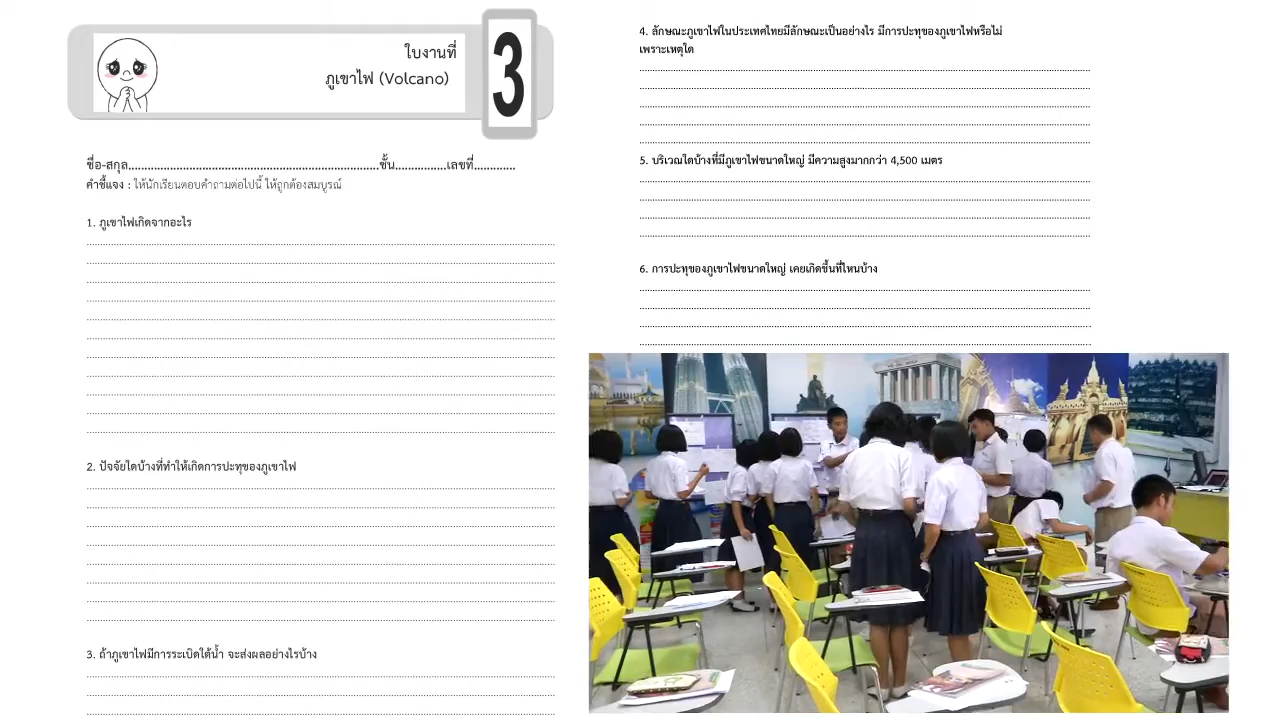 ใบงานที่
ภูเขาไฟ (Volcano)
3
ชื่อ-สกุล...............................................................................ชั้น................เลขที่.............
คำชี้แจง : ให้นักเรียนตอบคำถามต่อไปนี้ ให้ถูกต้องสมบูรณ์
1. ภูเขาไฟเกิดจากอะไร
2. ปัจจัยใดบ้างที่ทำให้เกิดการปะทุของภูเขาไฟ
3. ถ้าภูเขาไฟมีการระเบิดใต้น้ำ จะส่งผลอย่างไรบ้าง
4. ลักษณะภูเขาไฟในประเทศไทยมีลักษณะเป็นอย่างไร มีการปะทุของภูเขาไฟหรือไม่
เพราะเหตุใด
5. บริเวณใดบ้างที่มีภูเขาไฟขนาดใหญ่ มีความสูงมากกว่า 4,500 เมตร
6. การปะทุของภูเขาไฟขนาดใหญ่ เคยเกิดขึ้นที่ไหนบ้าง